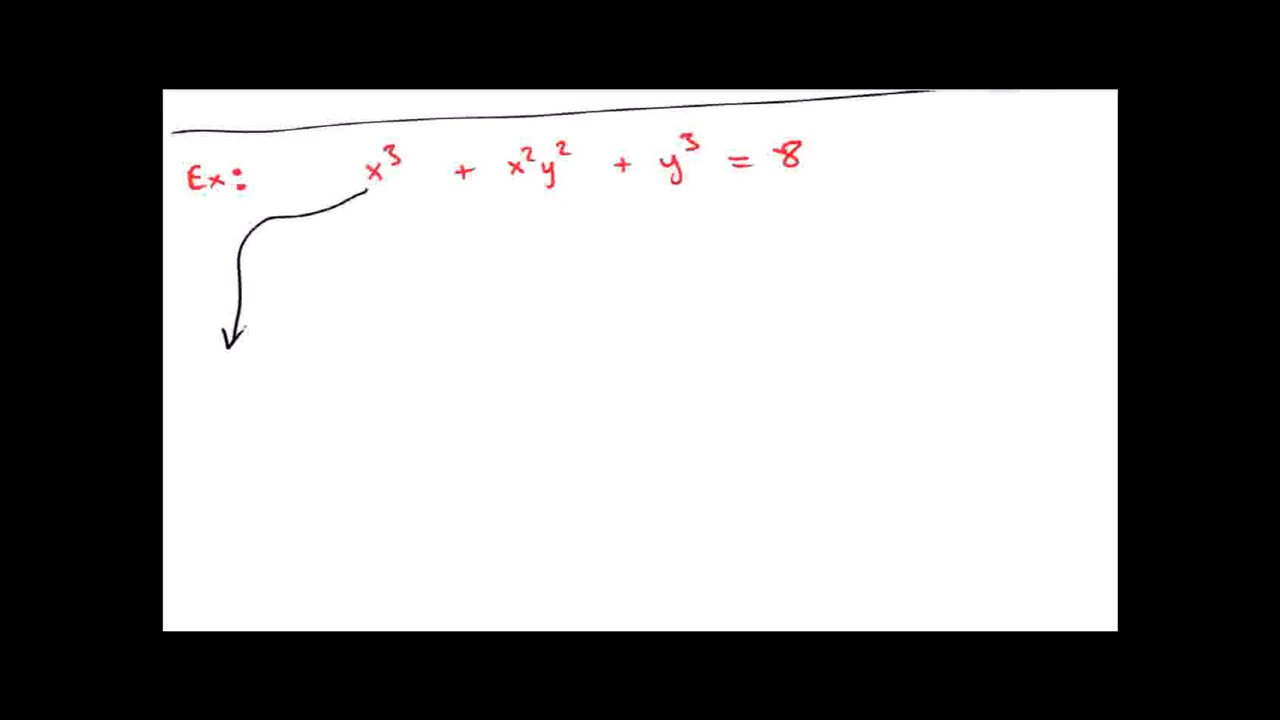 Ex: x³ + x²y² + y³ = 8